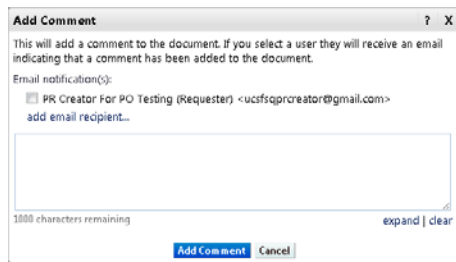 Add Comment ? X
This will add a comment to the document. If you select a user they will receive an email
indicating that a comment has been added to the document.
Email notification(s):
PR Creator For PO Testing (Requester) <ucsfsqprcreator@gmail.com>
add email recipient...
1000 characters remaining expand | clear
Add Comment Cancel